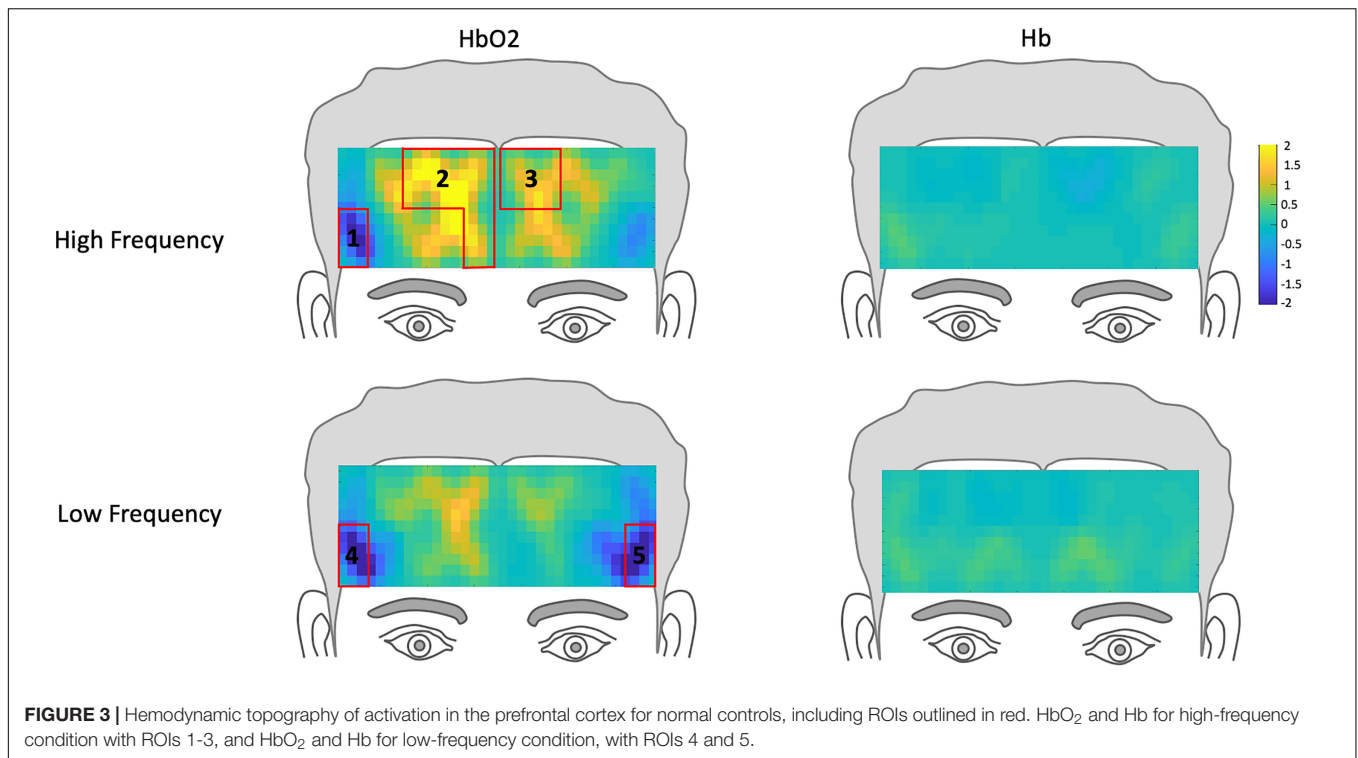 HbO2
Hb
High Frequency
1
2
3
2
1.5
1
0.5
0
-0.5
-1
-1.5
-2
Low Frequency
4
5
FIGURE 3 | Hemodynamic topography of activation in the prefrontal cortex for normal controls, including ROIs outlined in red. HbO₂ and Hb for high-frequency
condition with ROIs 1-3, and HbO₂ and Hb for low-frequency condition, with ROIs 4 and 5.